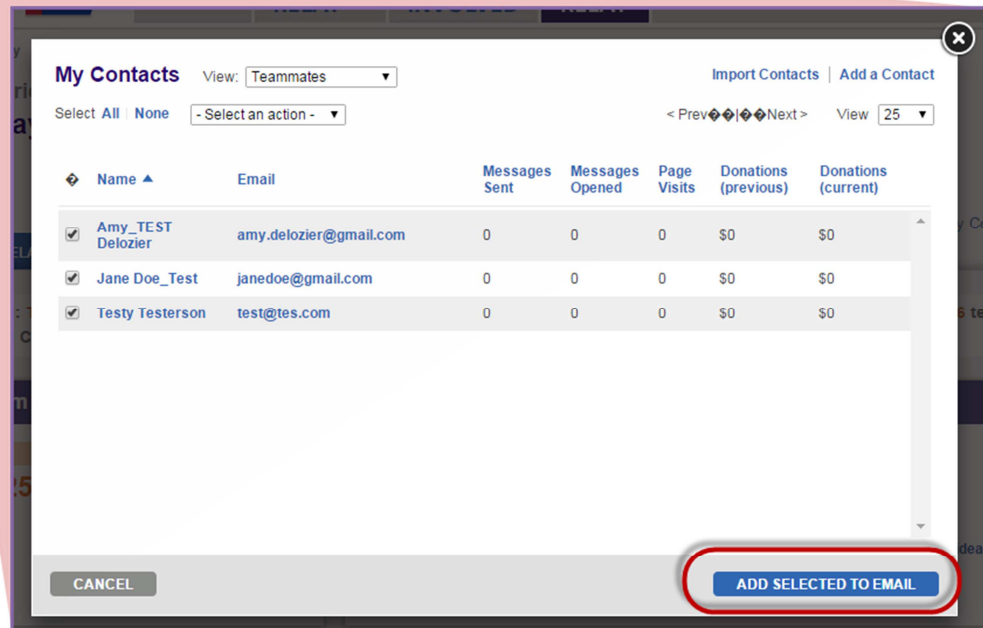 RELAY INVOLVED RELAY
My Contacts View: Teammates Import Contacts | Add a Contact
Select All | None - Select an action - < Prev��|��Next > View 25
� Name Email Messages Sent Messages Opened Page Visits Donations (previous) Donations (current)
Amy_TEST Delozier amy.delozier@gmail.com 0 0 0 $0 $0
Jane Doe_Test janedoe@gmail.com 0 0 0 $0 $0
Testy Testerson test@tes.com 0 0 0 $0 $0
CANCEL ADD SELECTED TO EMAIL